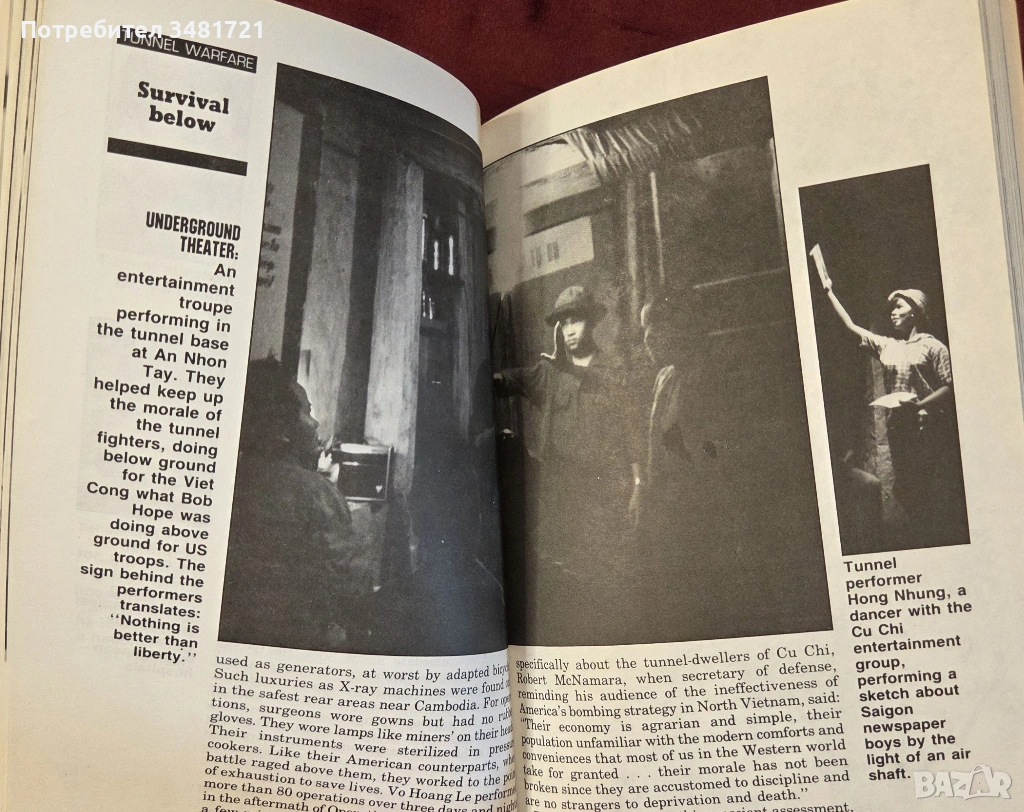 Потребител 3481721
TUNNEL WARFARE
Survival
below
UNDERGROUND
THEATER:
An
entertainment
troupe
performing in
the tunnel base
at An Nhon
Tay. They
helped keep up
the morale of
the tunnel
fighters, doing
below ground
for the Viet
Cong what Bob
Hope was
doing above
ground for US
troops. The
sign behind the
performers
translates:
"Nothing is
better than
liberty."
used as generators, at worst by adapted
Such luxuries as X-ray machines were found
in the safest rear areas near Cambodia. For
tions, surgeons wore gowns but had no
gloves. They wore lamps like miners' on their
Their instruments were sterilized in
cookers. Like their American counterparts,
battle raged above them, they worked to the
of exhaustion to save lives. Vo Hoang Le
more than 80 operations over three days and
in the aftermath of
specifically about the tunnel-dwellers of Cu Chi,
Robert McNamara, when secretary of defense,
reminding his audience of the ineffectiveness of
America's bombing strategy in North Vietnam, said:
"Their economy is agrarian and simple, their
population unfamiliar with the modern comforts and
conveniences that most of us in the Western world
take for granted . . . their morale has not been
broken since they are accustomed to discipline and
are no strangers to deprivation and death."
assessment,
Tunnel
performer
Hong Nhung, a
dancer with the
Cu Chi
entertainment
group,
performing a
sketch about
Saigon
newspaper
boys by the
light of an air
shaft.
BAZAR